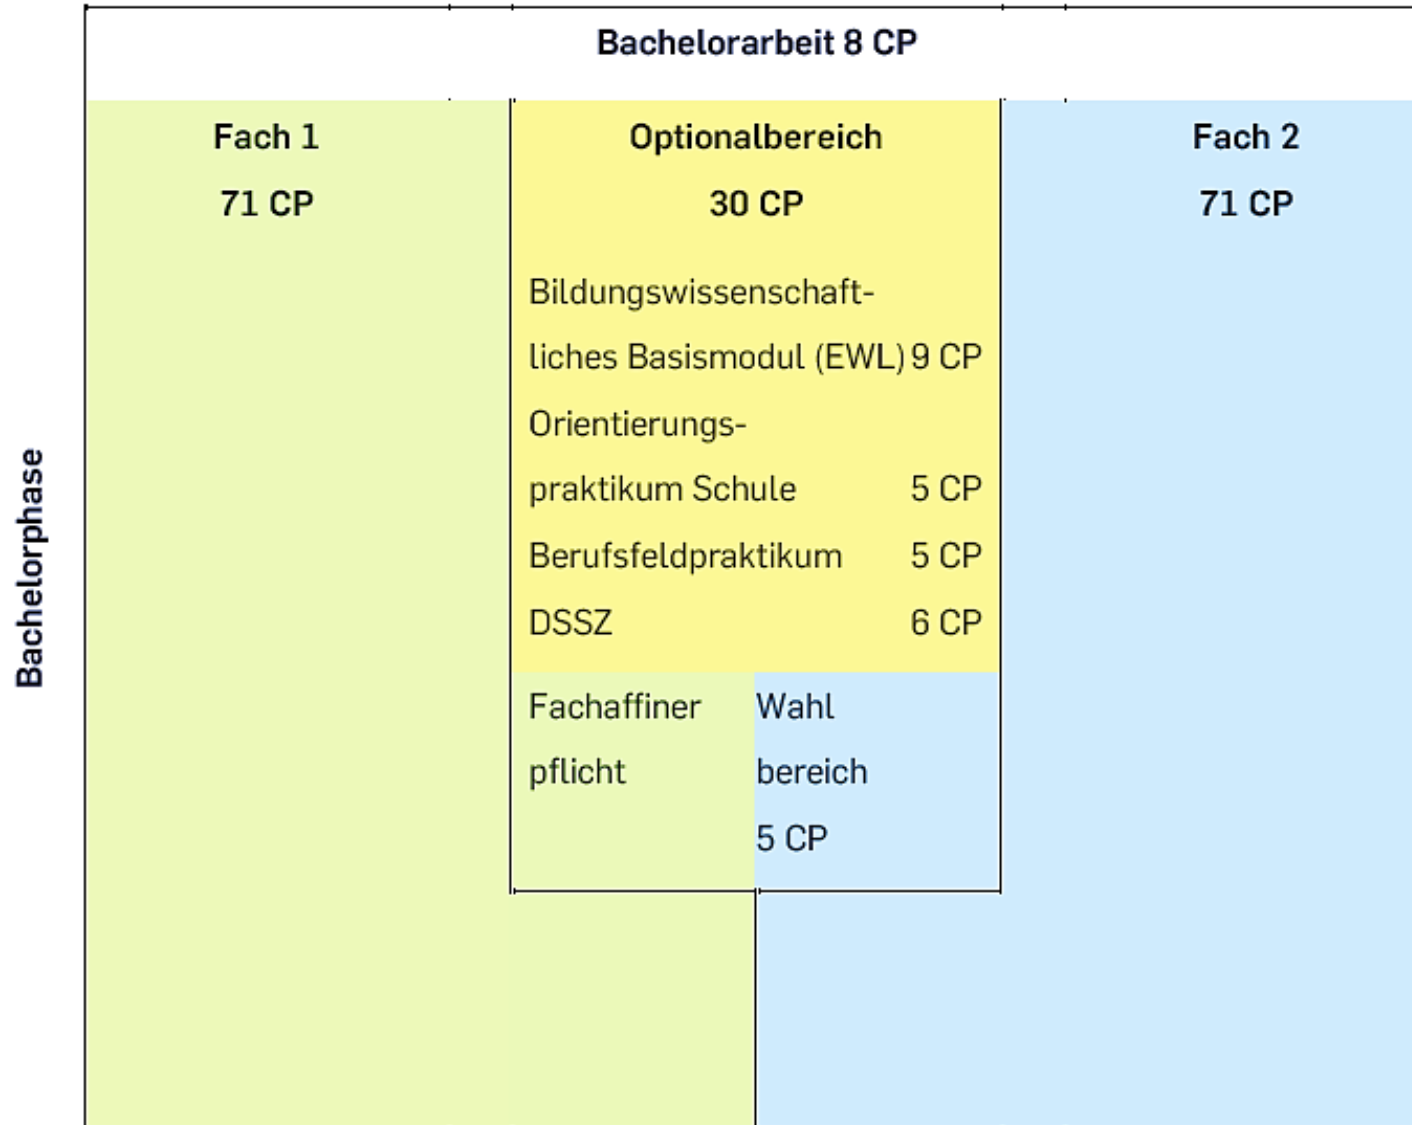 Bachelorarbeit 8 CP
Bachelorphase
Fach 1
71 CP
Optionalbereich
30 CP
Bildungswissenschaft-
liches Basismodul (EWL) 9 CP
Orientierungs-
praktikum Schule 5 CP
Berufsfeldpraktikum 5 CP
DSSZ 6 CP
Fachaffiner Wahl
pflicht bereich
5 CP
Fach 2
71 CP